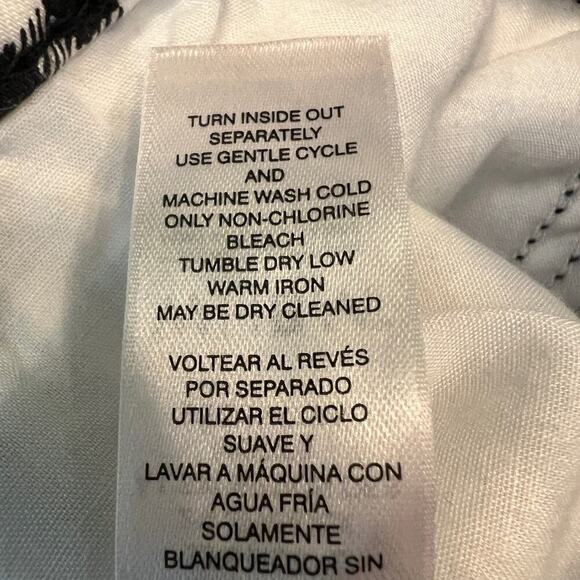 TURN INSIDE OUT
SEPARATELY
USE GENTLE CYCLE
AND
MACHINE WASH COLD
ONLY NON-CHLORINE
BLEACH
TUMBLE DRY LOW
WARM IRON
MAY BE DRY CLEANED
VOLTEAR AL REVÉS
POR SEPARADO
UTILIZAR EL CICLO
SUAVE Y
LAVAR A MÁQUINA CON
AGUA FRÍA
SOLAMENTE
BLANQUEADOR SIN